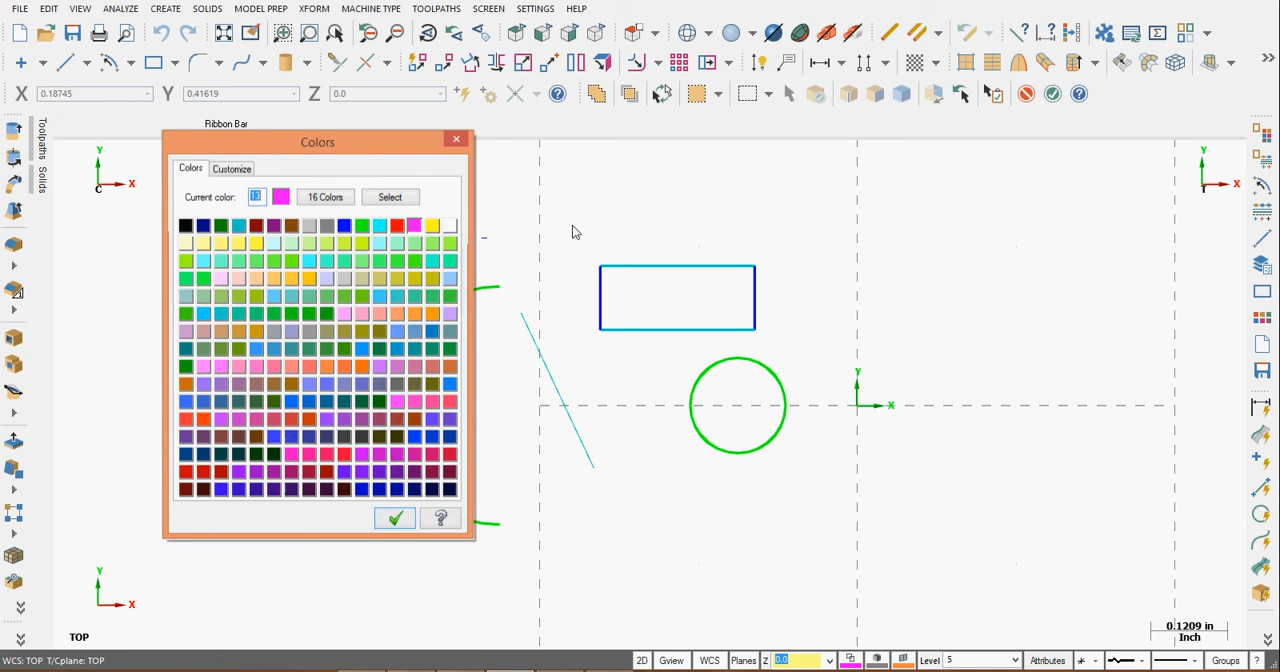 FILE EDIT VIEW ANALYZE CREATE SOLIDS MODEL PREP XFORM MACHINE TYPE TOOLPATHS SCREEN SETTINGS HELP
X 0.18745 Y 0.41619 Z 0.0
Ribbon Bar
Toolpaths Solids
Colors
Colors Customize
Current color: 13 16 Colors Select
Y X C
Y X T
Y X
Y X
TOP
0.1209 in
Inch
WCS: TOP T/Cplane: TOP 2D Gview WCS Planes Z 0.0 Level 5 Attributes Groups ?